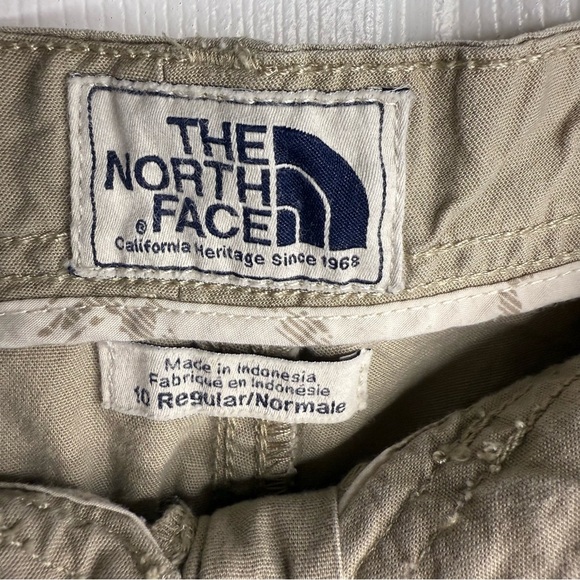 THE
NORTH
FACE
®
California Heritage Since 1968
Made in Indonesia
Fabriqué en Indonésie
10 Regular/Normale